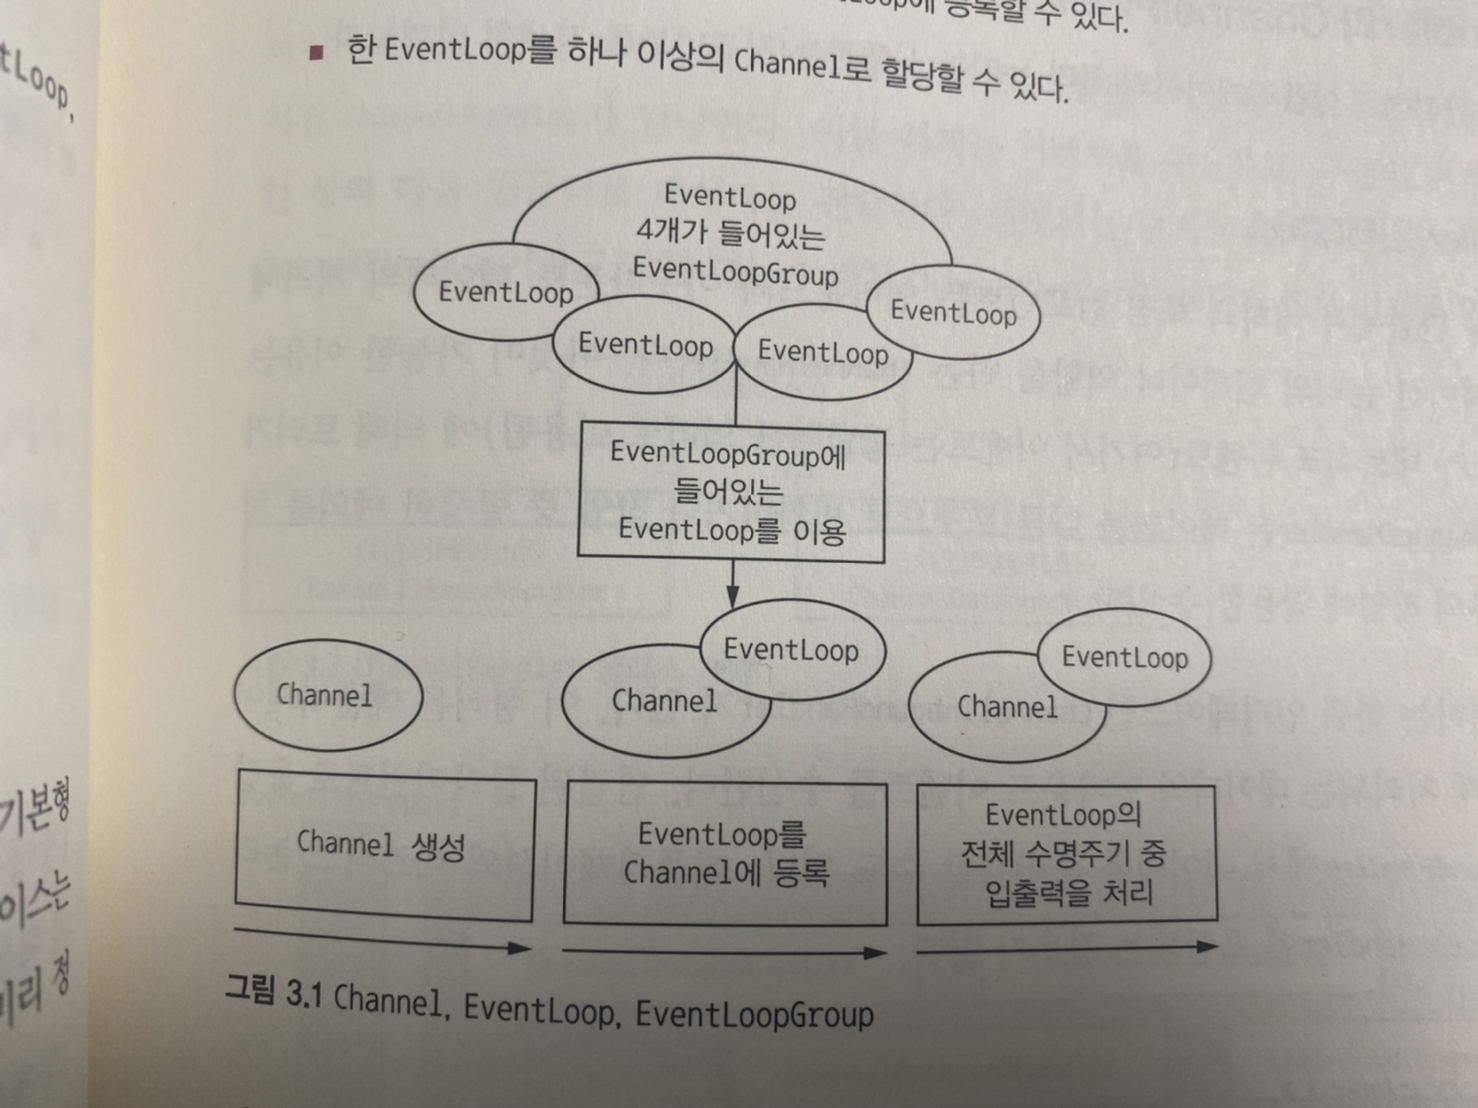 tLoop,
에 등록할 수 있다.
■ 한 EventLoop를 하나 이상의 Channel로 할당할 수 있다.
EventLoop
4개가 들어있는
EventLoopGroup
EventLoop
EventLoop
EventLoop
EventLoop
EventLoopGroup에
들어있는
EventLoop를 이용
Channel
Channel
EventLoop
Channel
EventLoop
Channel 생성
EventLoop를
Channel에 등록
EventLoop의
전체 수명주기 중
입출력을 처리
기본형
이스는
미리 정
그림 3.1 Channel, EventLoop, EventLoopGroup